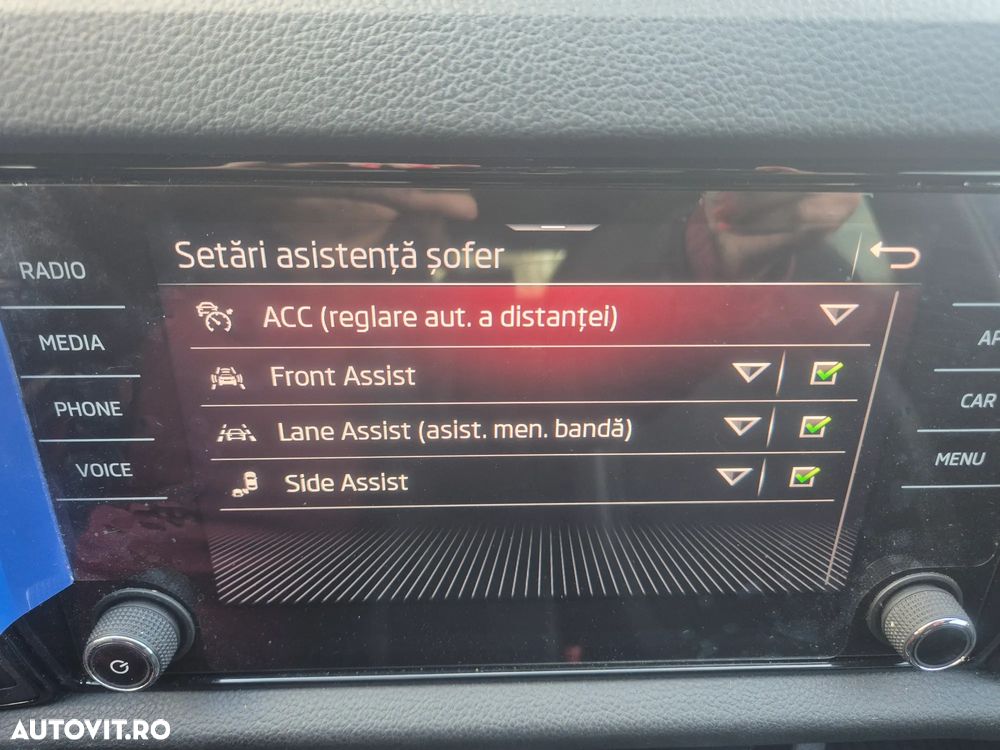 Setări asistență șofer
RADIO
MEDIA
PHONE
VOICE
ACC (reglare aut. a distanței)
Front Assist
Lane Assist (asist. men. bandă)
Side Assist
CAR
MENU
AUTOVIT.RO